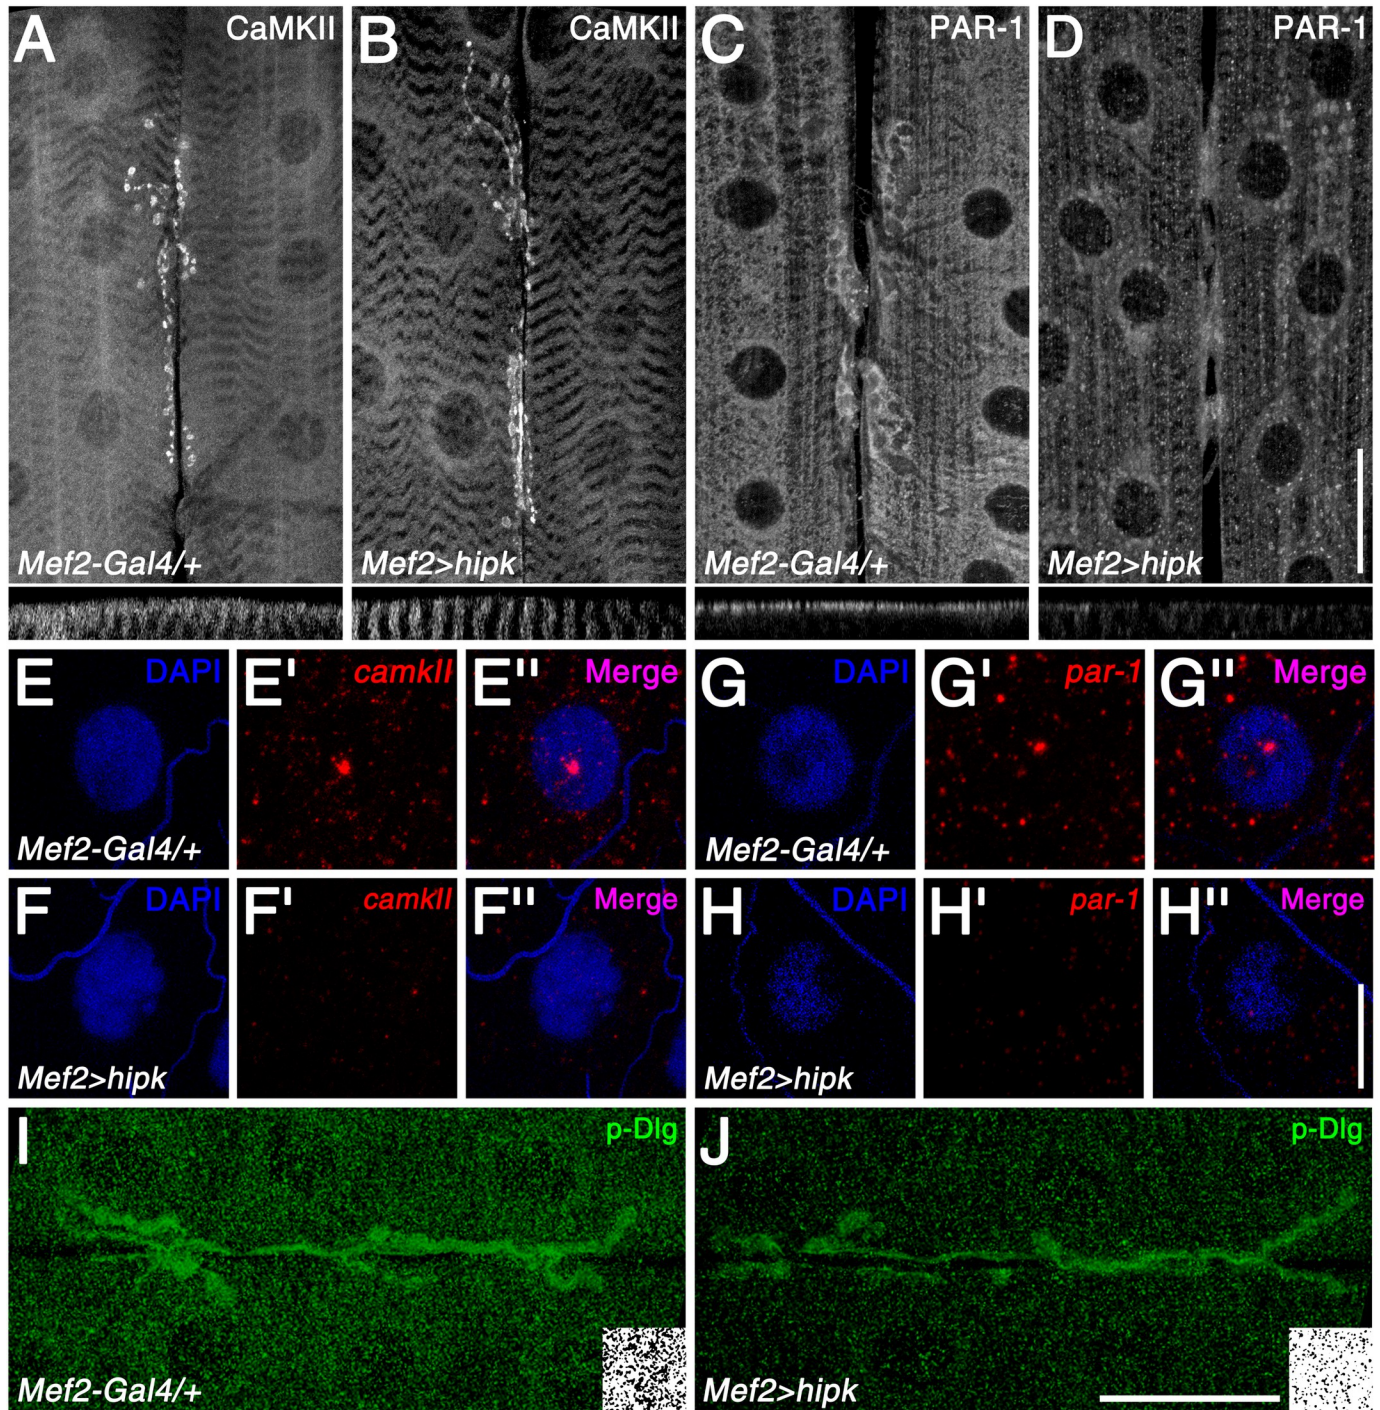 A CaMKII
B CaMKII
C PAR-1
D PAR-1
Mef2-Gal4/+
Mef2>hipk
Mef2-Gal4/+
Mef2>hipk
E DAPI
E' camkII
E'' Merge
G DAPI
G' par-1
G'' Merge
Mef2-Gal4/+
Mef2-Gal4/+
F DAPI
F' camkII
F'' Merge
H DAPI
H' par-1
H'' Merge
Mef2>hipk
Mef2>hipk
I p-Dlg
J p-Dlg
Mef2-Gal4/+
Mef2>hipk